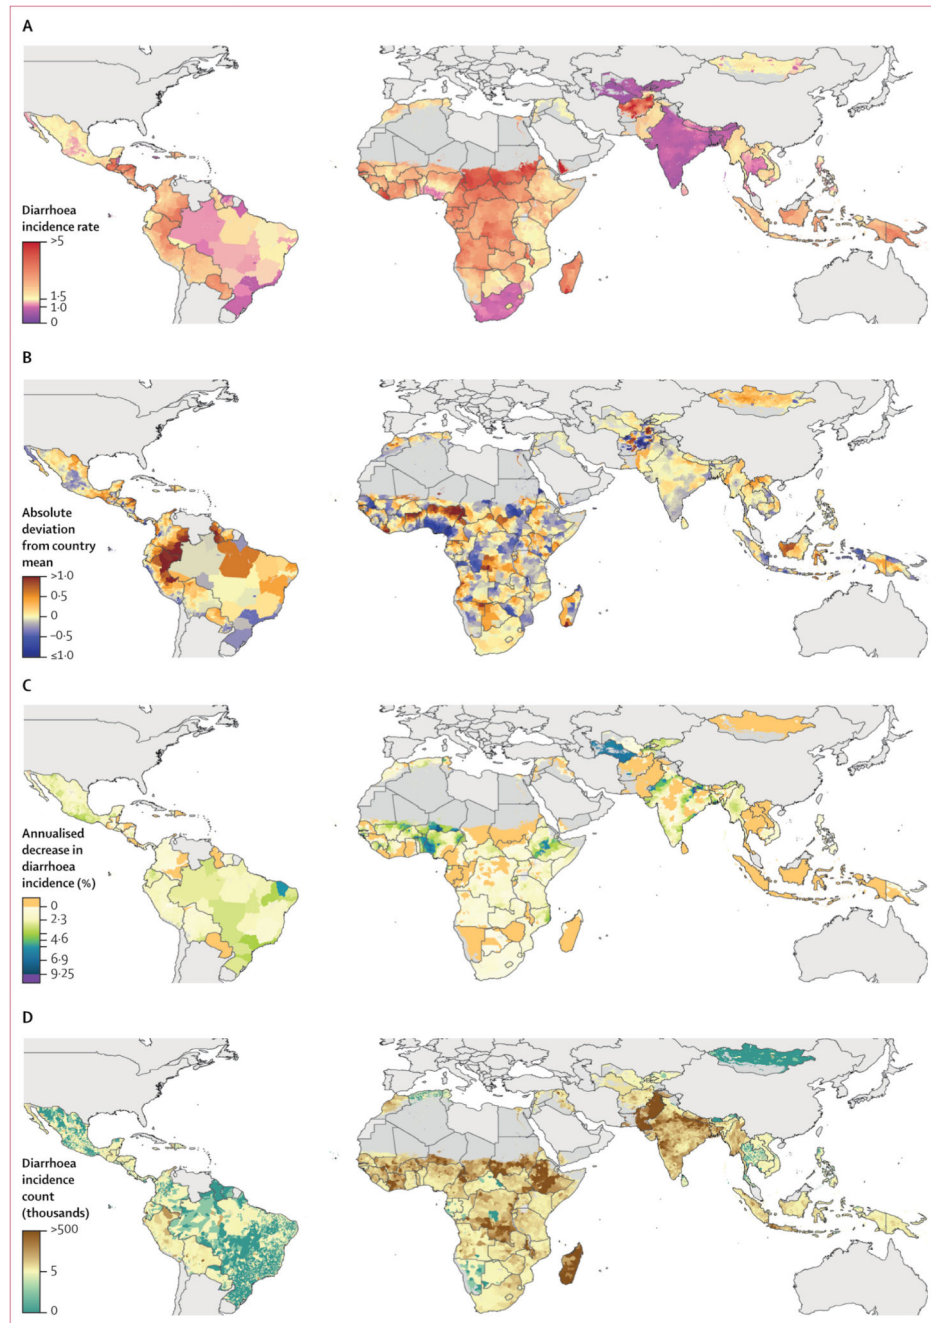 A
Diarrhoea
incidence rate
>5
1·5
1·0
0
B
Absolute
deviation
from country
mean
>1·0
0·5
0
–0·5
≤1·0
C
Annualised
decrease in
diarrhoea
incidence (%)
0
2·3
4·6
6·9
9·25
D
Diarrhoea
incidence
count
(thousands)
>500
5
0